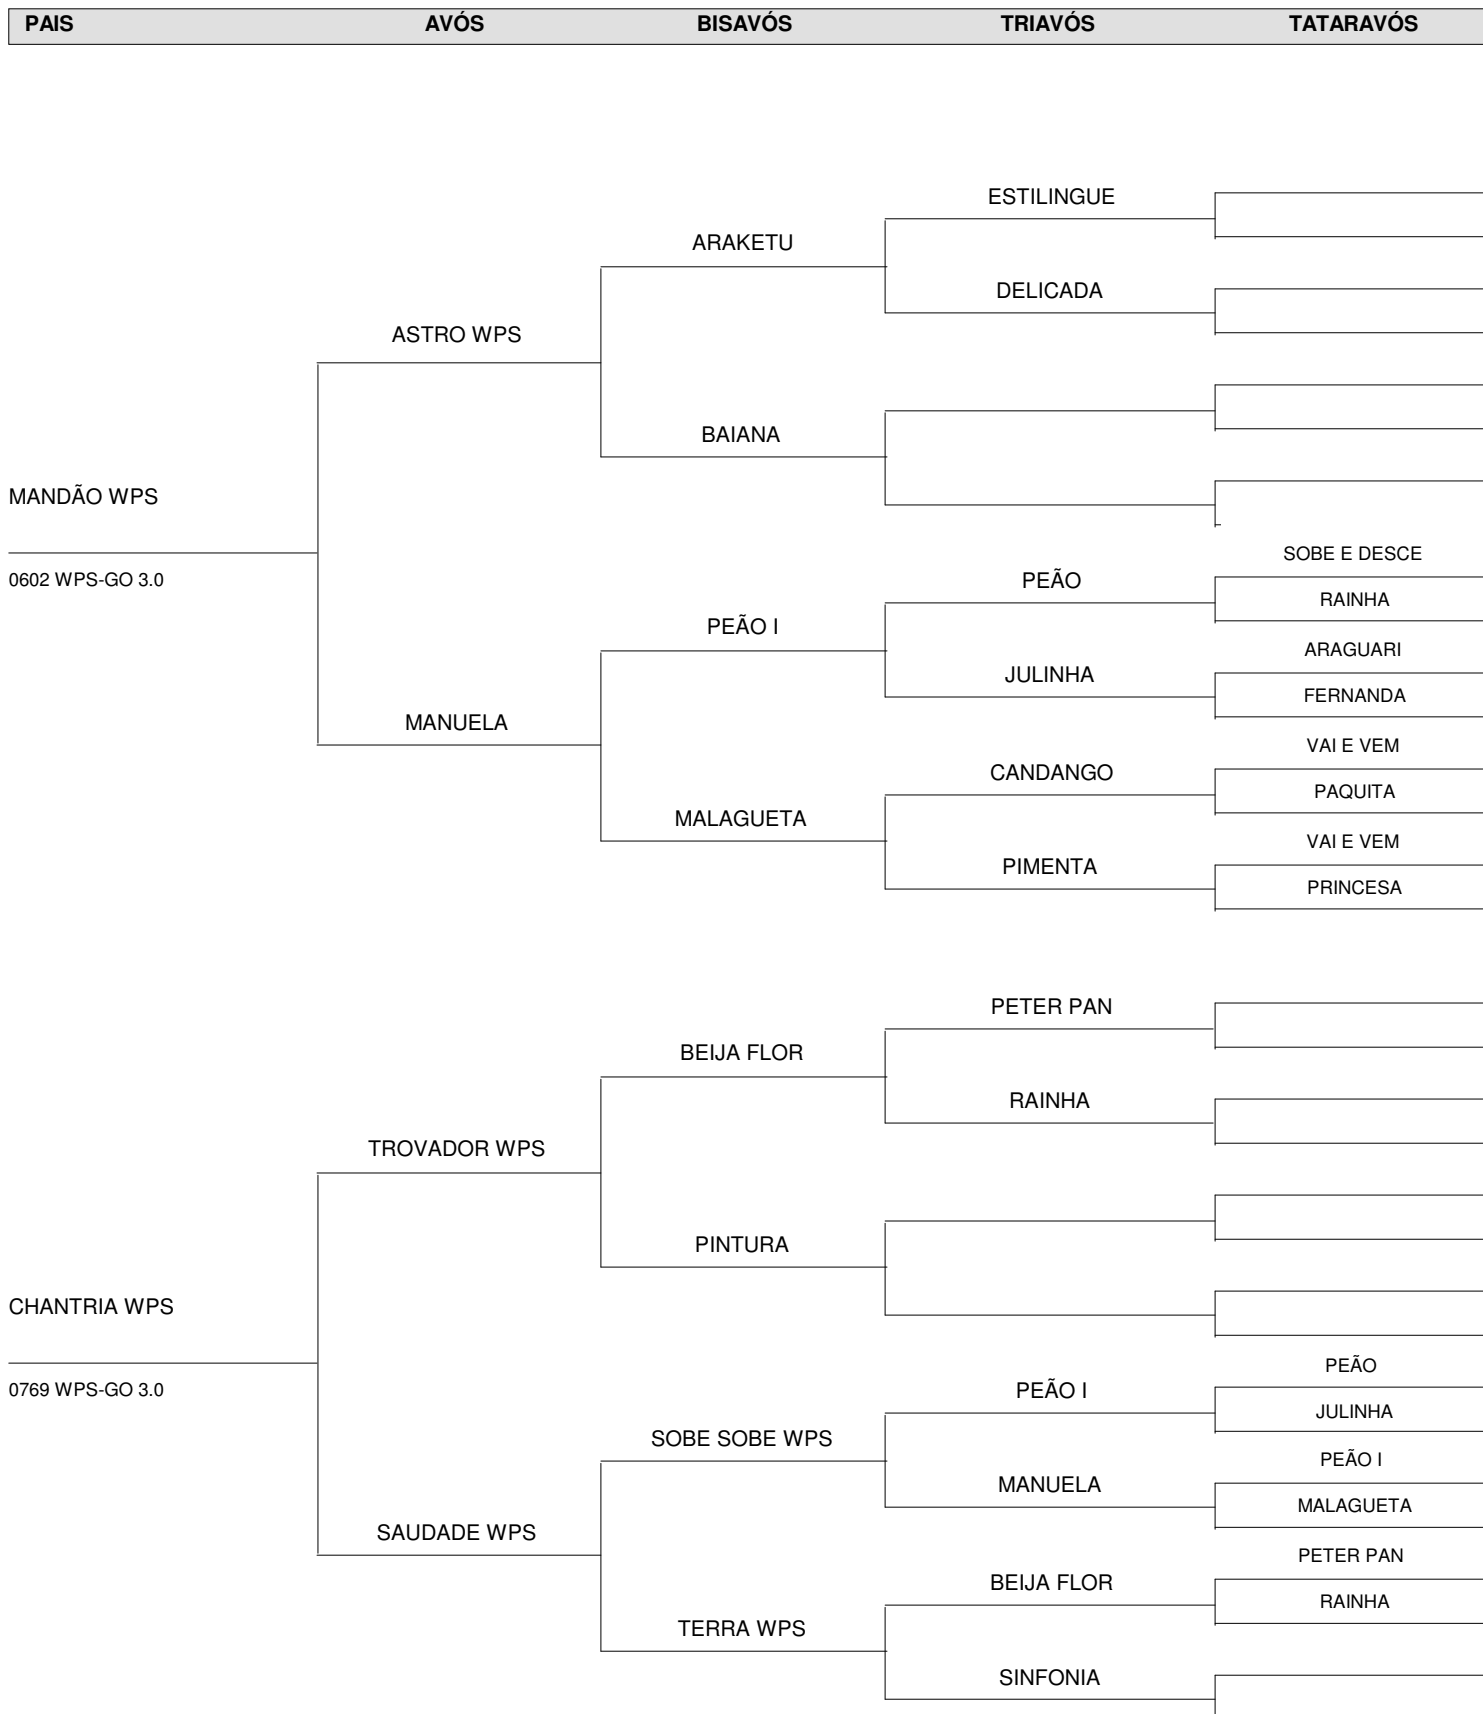 PAIS AVÓS BISAVÓS TRIAVÓS TATARAVÓS
ESTILINGUE
ARAKETU
DELICADA
ASTRO WPS
BAIANA
MANDÃO WPS
SOBE E DESCE
0602 WPS-GO 3.0
PEÃO
RAINHA
PEÃO I
ARAGUARI
JULINHA
FERNANDA
MANUELA
VAI E VEM
CANDANGO
PAQUITA
MALAGUETA
VAI E VEM
PIMENTA
PRINCESA
PETER PAN
BEIJA FLOR
RAINHA
TROVADOR WPS
PINTURA
CHANTRIA WPS
PEÃO
0769 WPS-GO 3.0
PEÃO I
JULINHA
SOBE SOBE WPS
PEÃO I
MANUELA
MALAGUETA
SAUDADE WPS
PETER PAN
BEIJA FLOR
RAINHA
TERRA WPS
SINFONIA